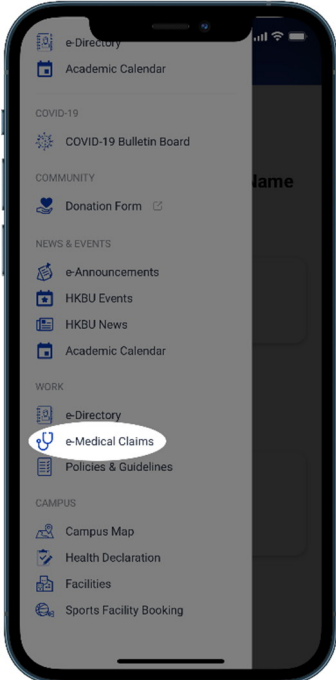 e-Directory
Academic Calendar
COVID-19
COVID-19 Bulletin Board
COMMUNITY
Name
Donation Form
NEWS & EVENTS
e-Announcements
HKBU Events
HKBU News
Academic Calendar
WORK
e-Directory
e-Medical Claims
Policies & Guidelines
CAMPUS
Campus Map
Health Declaration
Facilities
Sports Facility Booking